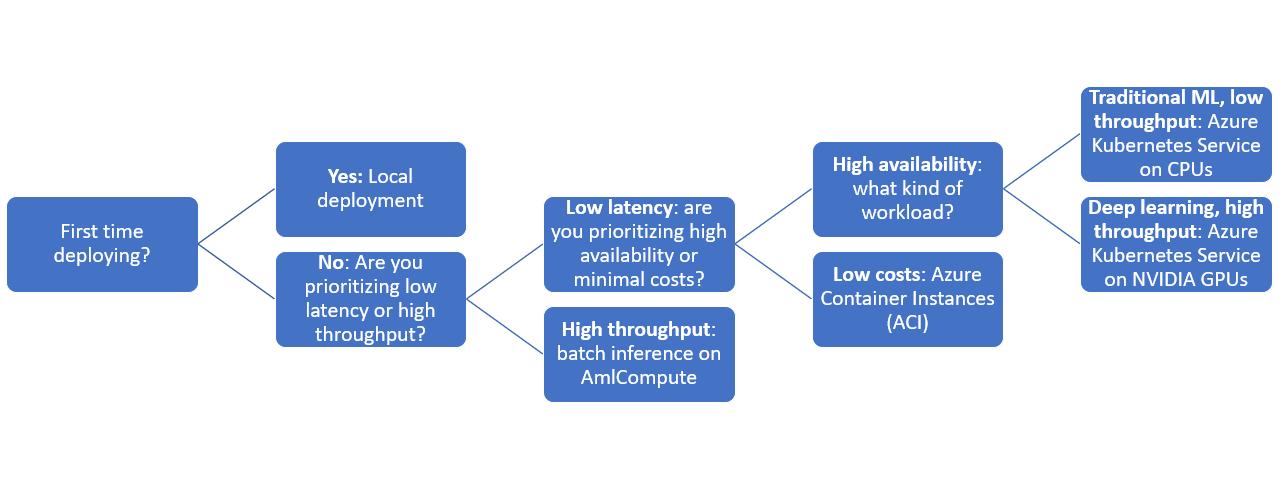 First time
deploying?
Yes: Local
deployment
No: Are you
prioritizing low
latency or high
throughput?
Low latency: are
you prioritizing high
availability or
minimal costs?
High throughput:
batch inference on
AmlCompute
High availability:
what kind of
workload?
Low costs: Azure
Container Instances
(ACI)
Traditional ML, low
throughput: Azure
Kubernetes Service
on CPUs
Deep learning, high
throughput: Azure
Kubernetes Service
on NVIDIA GPUs